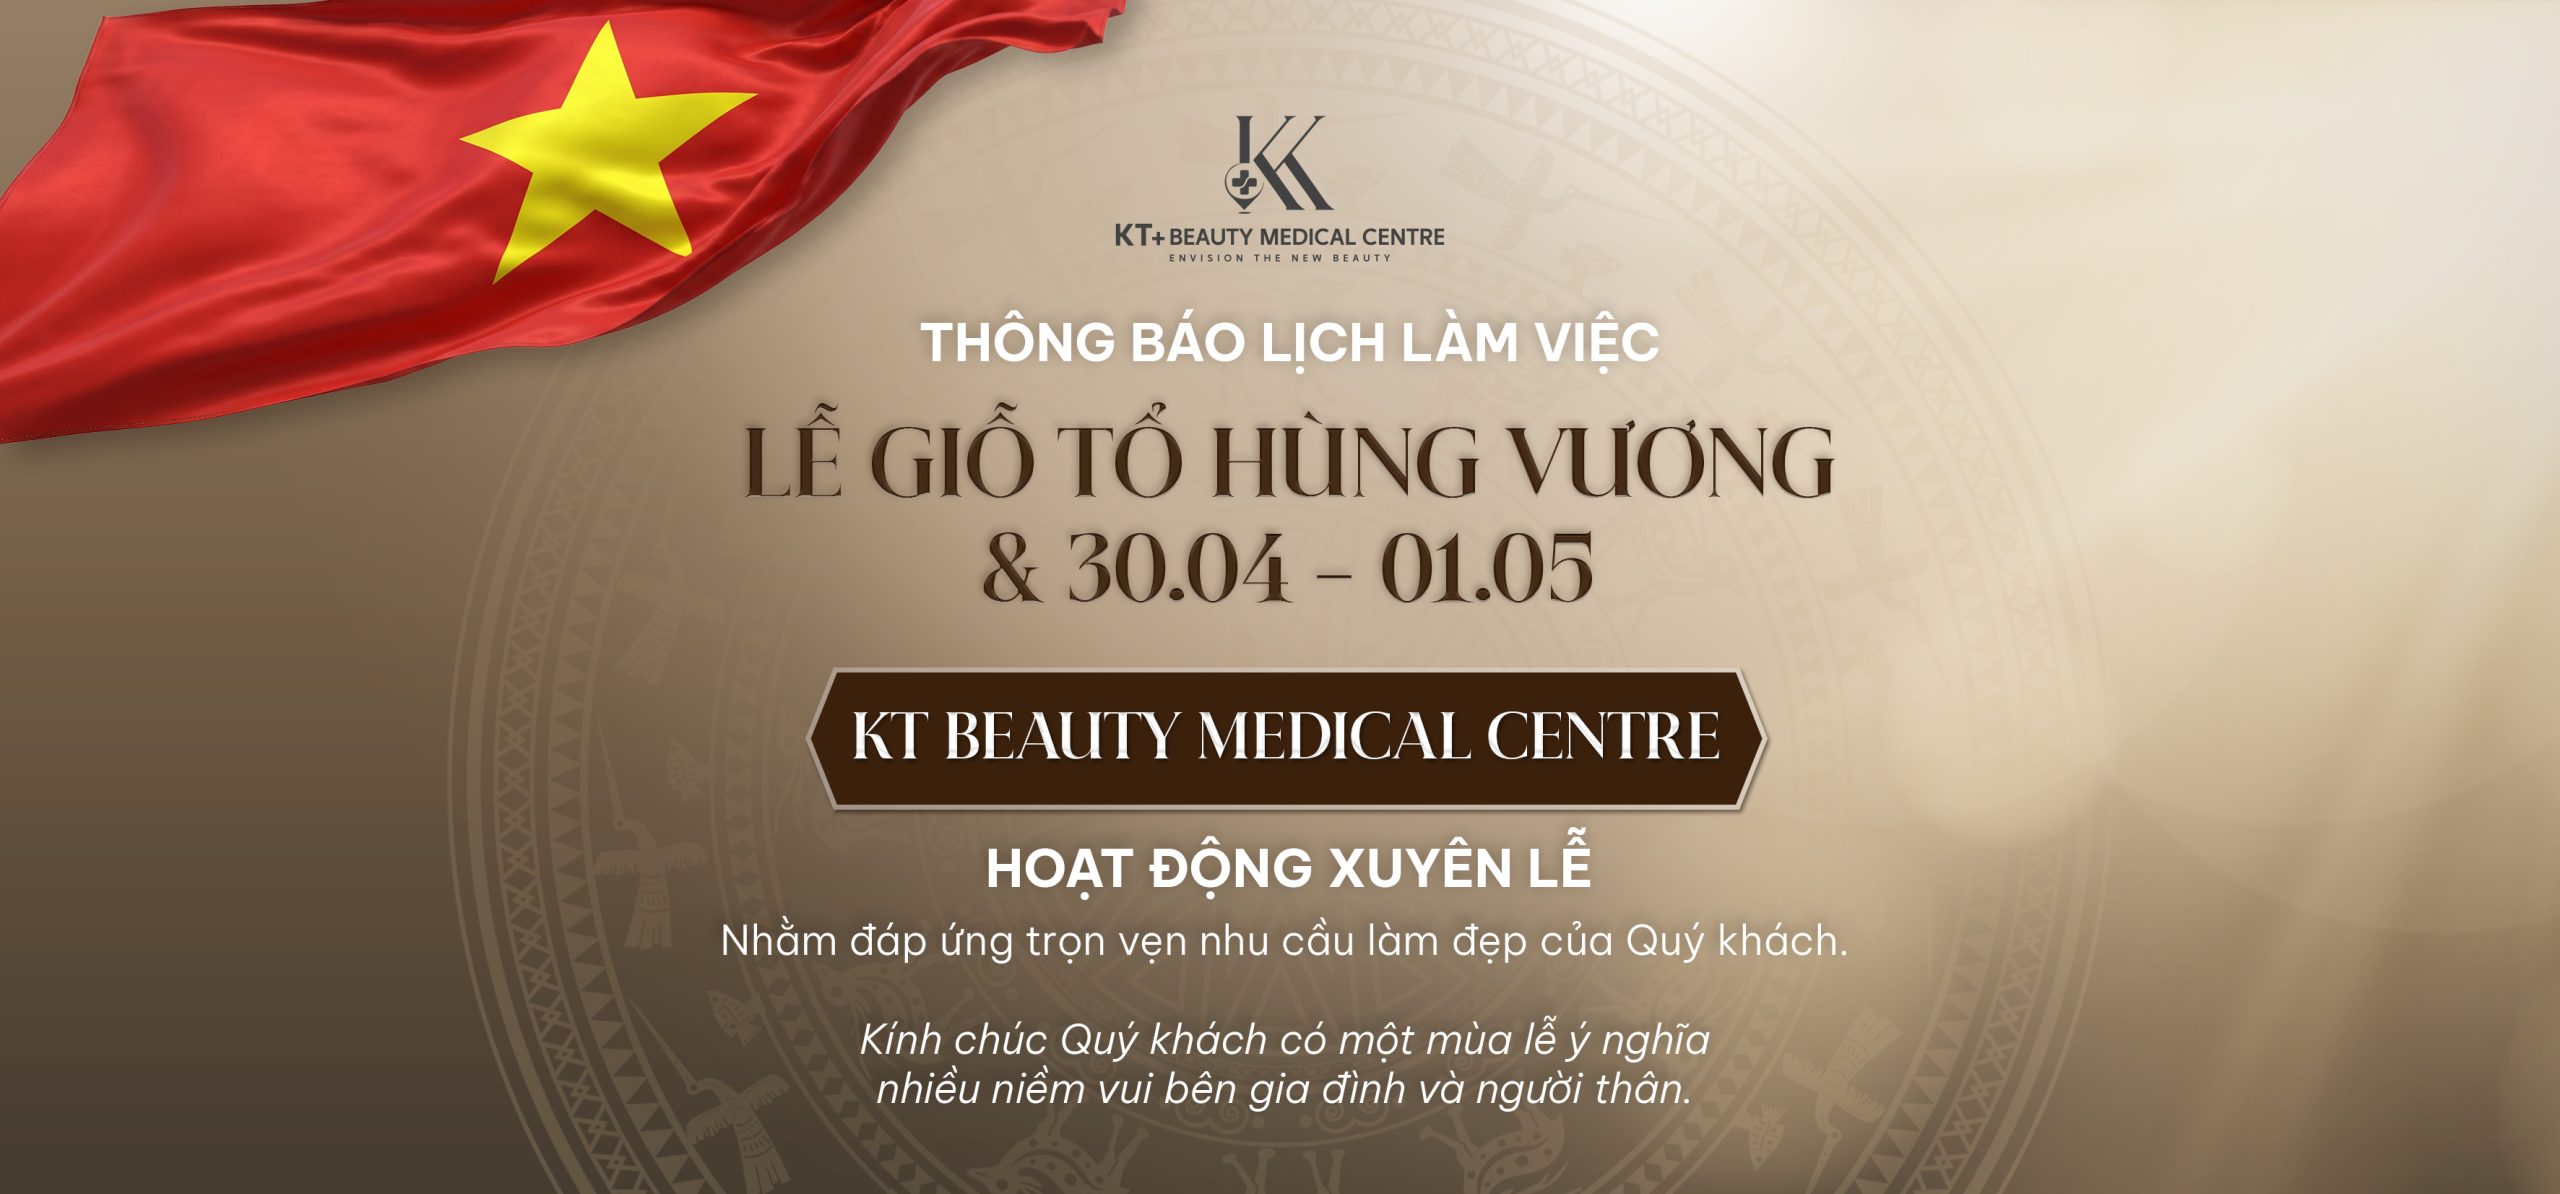 KT+ BEAUTY MEDICAL CENTRE
ENVISION THE NEW BEAUTY
THÔNG BÁO LỊCH LÀM VIỆC
LỄ GIỖ TỔ HÙNG VƯƠNG
& 30.04 - 01.05
KT BEAUTY MEDICAL CENTRE
HOẠT ĐỘNG XUYÊN LỄ
Nhằm đáp ứng trọn vẹn nhu cầu làm đẹp của Quý khách.
Kính chúc Quý khách có một mùa lễ ý nghĩa
nhiều niềm vui bên gia đình và người thân.